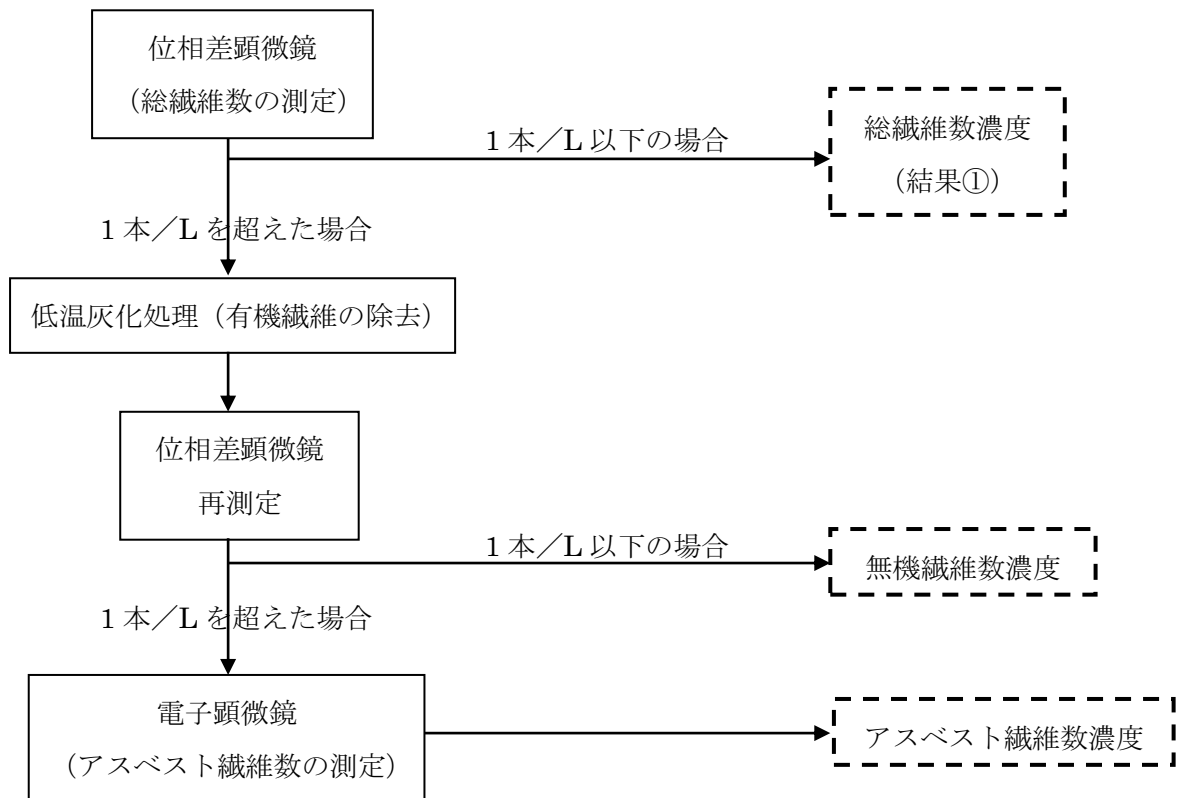 位相差顕微鏡
（総繊維数の測定）
1本／L以下の場合
総繊維数濃度
（結果①）
1本／Lを超えた場合
低温灰化処理（有機繊維の除去）
位相差顕微鏡
再測定
1本／L以下の場合
無機繊維数濃度
1本／Lを超えた場合
電子顕微鏡
（アスベスト繊維数の測定）
アスベスト繊維数濃度